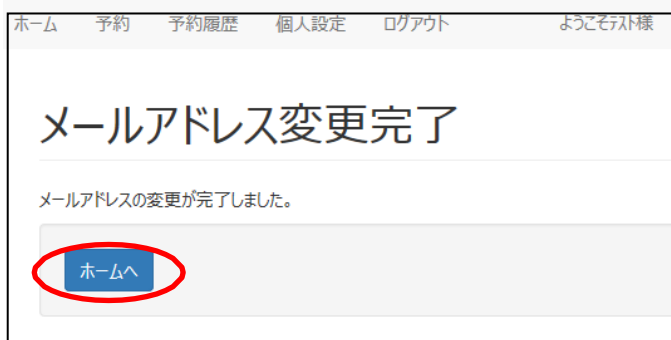 ホーム 予約 予約履歴 個人設定 ログアウト ようこそテスト様
メールアドレス変更完了
メールアドレスの変更が完了しました。
ホームへ